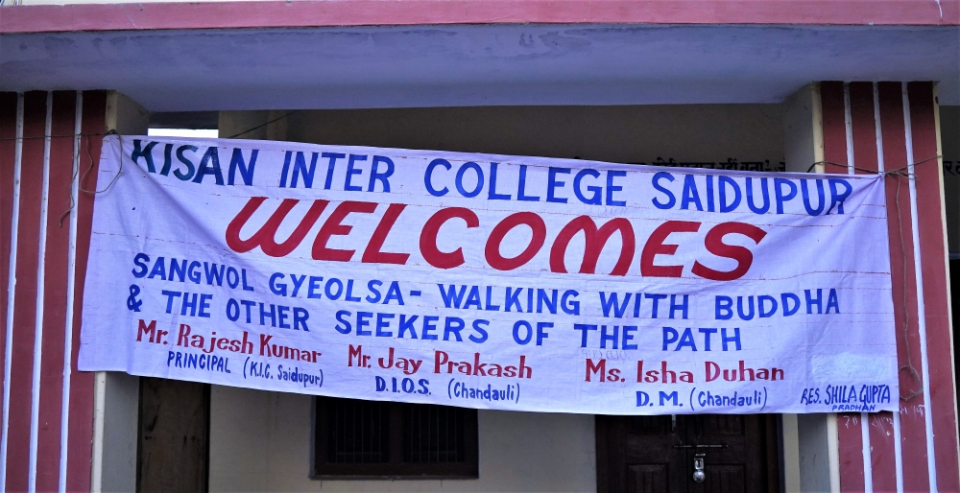 KISAN INTER COLLEGE SAIDUPUR
WELCOMES
SANGWOL GYEOLSA - WALKING WITH BUDDHA
& THE OTHER SEEKERS OF THE PATH
Mr. Rajesh Kumar
PRINCIPAL (K.I.C. Saidupur)
Mr. Jay Prakash
D.I.O.S. (Chandauli)
Ms. Isha Duhan
D. M. (Chandauli)
RES. SHILA GUPTA
PRADHAN